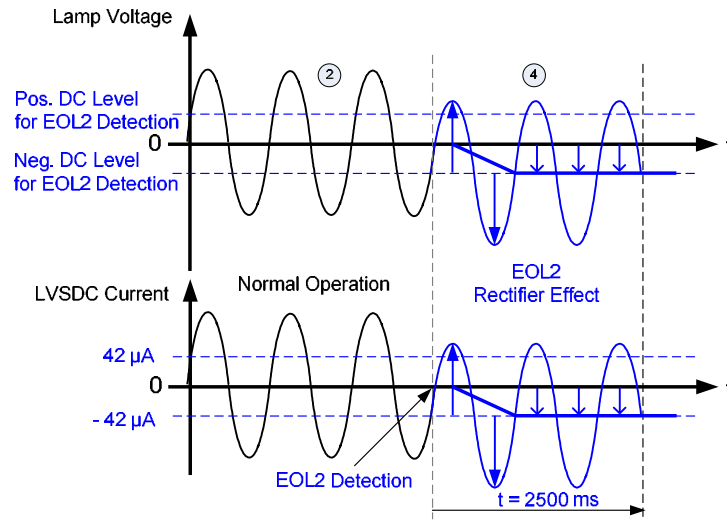 Lamp Voltage
2
4
Pos. DC Level
for EOL2 Detection
0
Neg. DC Level
for EOL2 Detection
Normal Operation
EOL2
Rectifier Effect
LVSDC Current
42 µA
0
- 42 µA
EOL2 Detection
t = 2500 ms